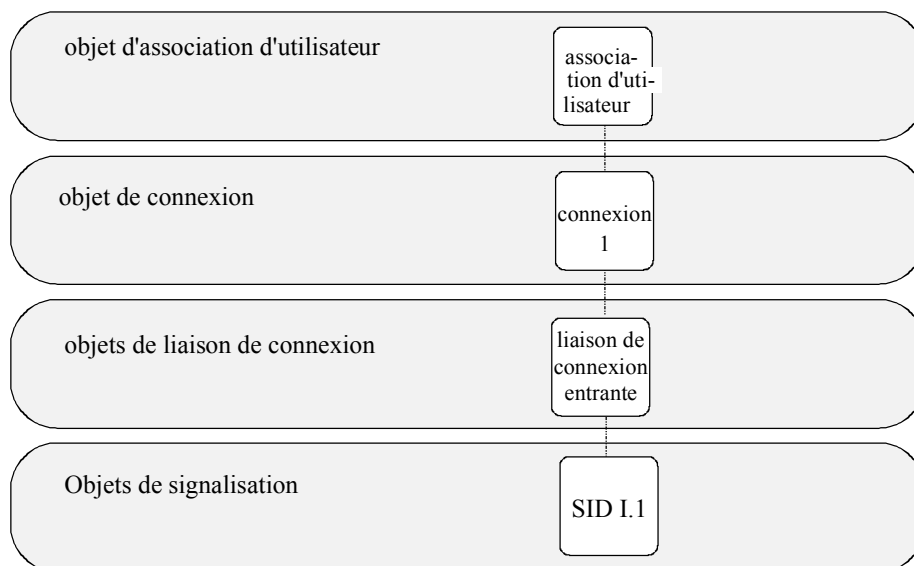 objet d'association d'utilisateur
associa-
tion d'uti-
lisateur
objet de connexion
connexion
1
objets de liaison de connexion
liaison de
connexion
entrante
Objets de signalisation
SID I.1